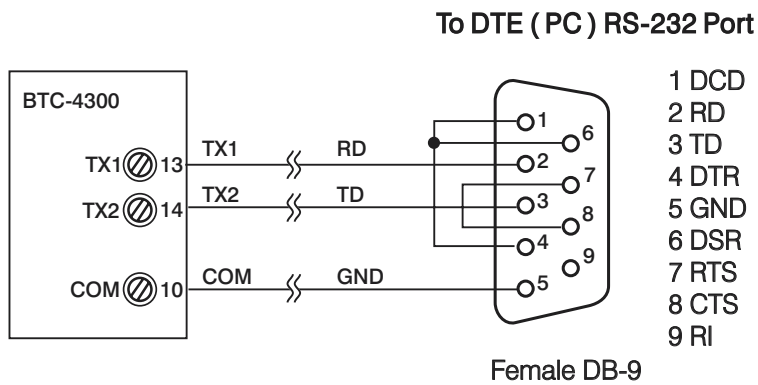 To DTE ( PC ) RS-232 Port
BTC-4300
TX1 13 TX1 RD
TX2 14 TX2 TD
COM 10 COM GND
1
6
2
7
3
8
4
9
5
1 DCD
2 RD
3 TD
4 DTR
5 GND
6 DSR
7 RTS
8 CTS
9 RI
Female DB-9